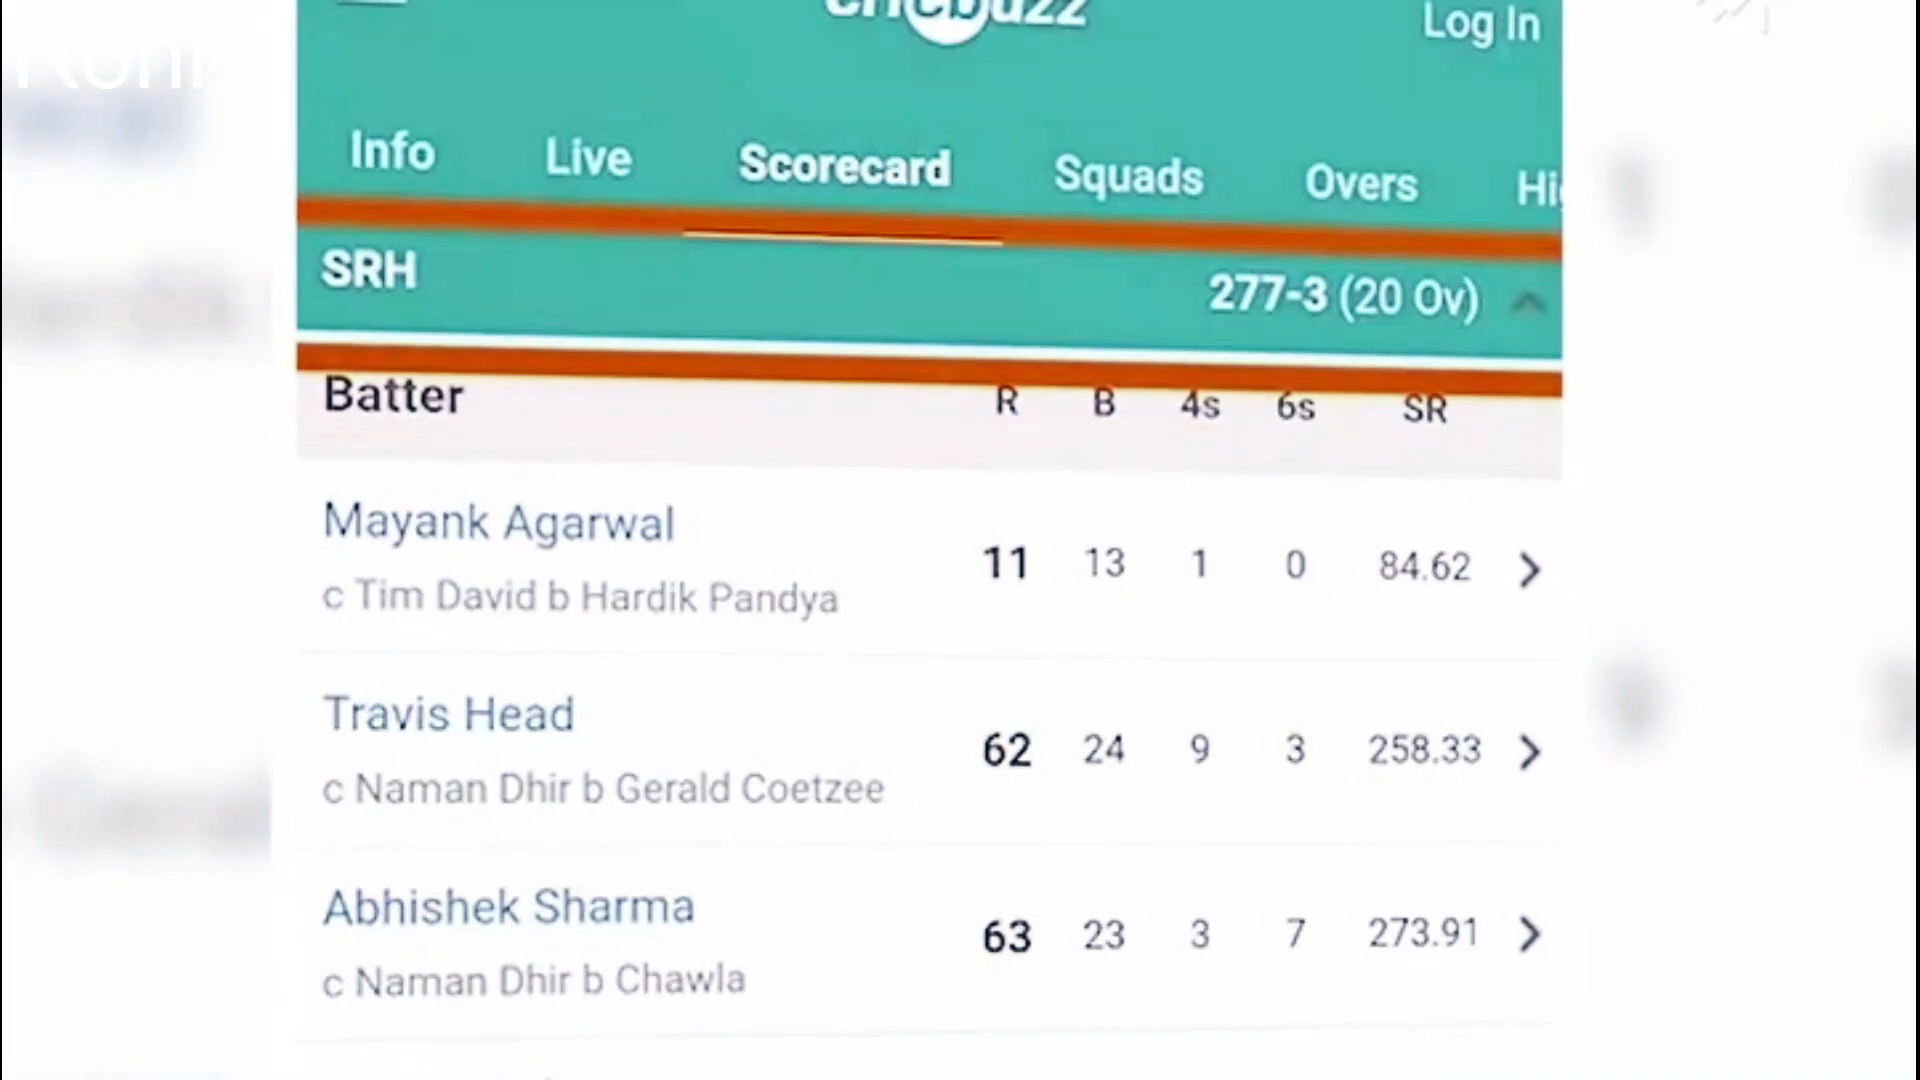 cricbuzz
Log In
Info Live Scorecard Squads Overs
SRH 277-3 (20 Ov)
Batter R B 4s 6s SR
Mayank Agarwal 11 13 1 0 84.62
c Tim David b Hardik Pandya
Travis Head 62 24 9 3 258.33
c Naman Dhir b Gerald Coetzee
Abhishek Sharma 63 23 3 7 273.91
c Naman Dhir b Chawla